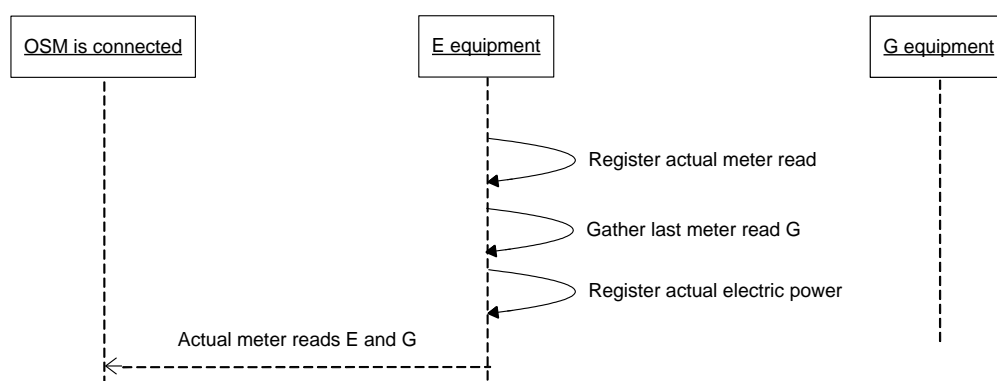 OSM is connected
E equipment
G equipment
Register actual meter read
Gather last meter read G
Register actual electric power
Actual meter reads E and G